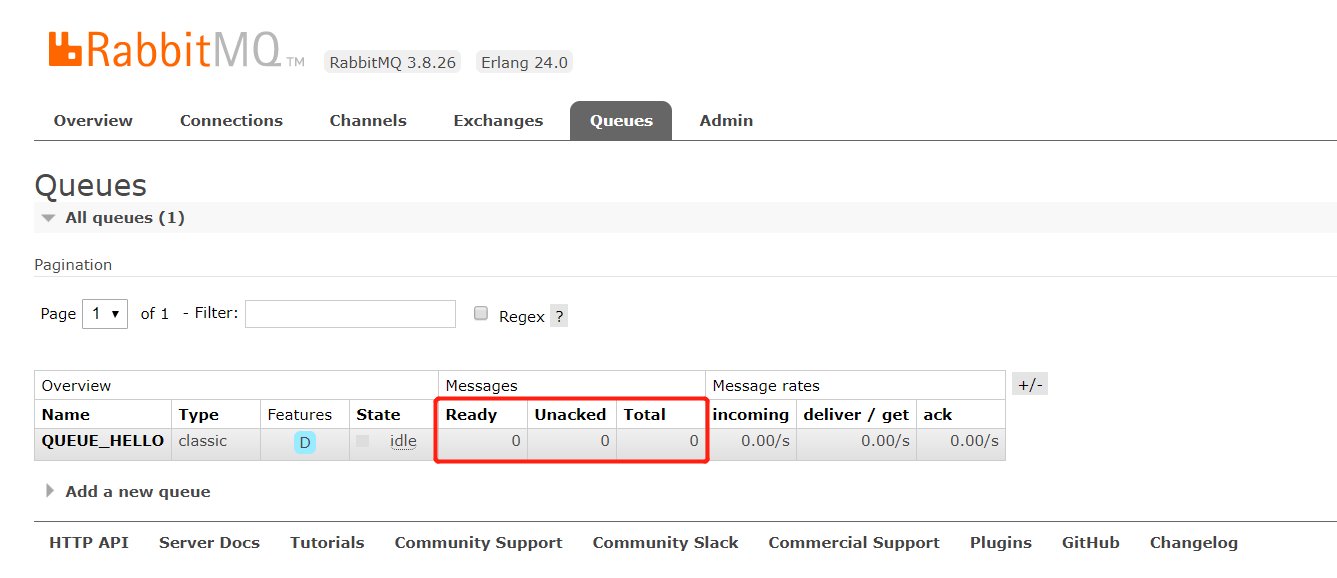 RabbitMQ TM RabbitMQ 3.8.26 Erlang 24.0
Overview Connections Channels Exchanges Queues Admin
Queues
All queues (1)
Pagination
Page 1 of 1 - Filter: Regex ?
Overview Messages Message rates +/-
Name Type Features State Ready Unacked Total incoming deliver / get ack
QUEUE_HELLO classic D idle 0 0 0 0.00/s 0.00/s 0.00/s
Add a new queue
HTTP API Server Docs Tutorials Community Support Community Slack Commercial Support Plugins GitHub Changelog